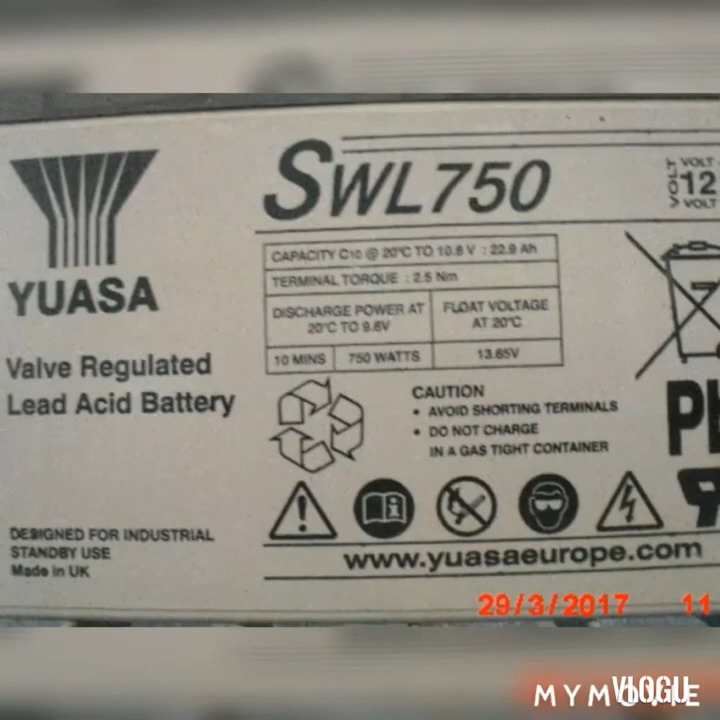 YUASA
Valve Regulated
Lead Acid Battery
DESIGNED FOR INDUSTRIAL
STANDBY USE
Made in UK
SWL750
VOLT
VOLT 12 VOLT
CAPACITY C10 @ 20°C TO 10.8 V : 22.9 Ah
TERMINAL TORQUE : 2.5 Nm
DISCHARGE POWER AT
20°C TO 9.6V
FLOAT VOLTAGE
AT 20°C
10 MINS 750 WATTS 13.65V
CAUTION
• AVOID SHORTING TERMINALS
• DO NOT CHARGE
IN A GAS TIGHT CONTAINER
www.yuasaeurope.com
29/3/2017 11
MYMOVIE
VLOGU